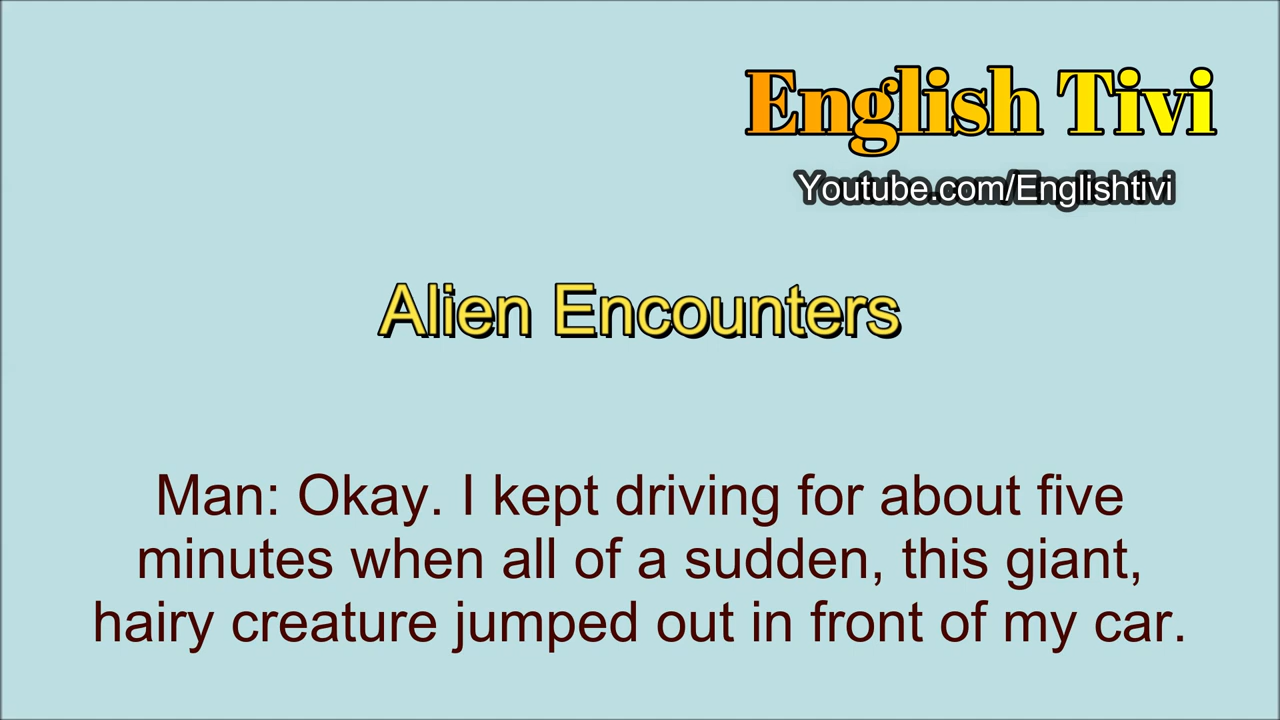 English Tivi
Youtube.com/Englishtivi
Alien Encounters
Man: Okay. I kept driving for about five
minutes when all of a sudden, this giant,
hairy creature jumped out in front of my car.